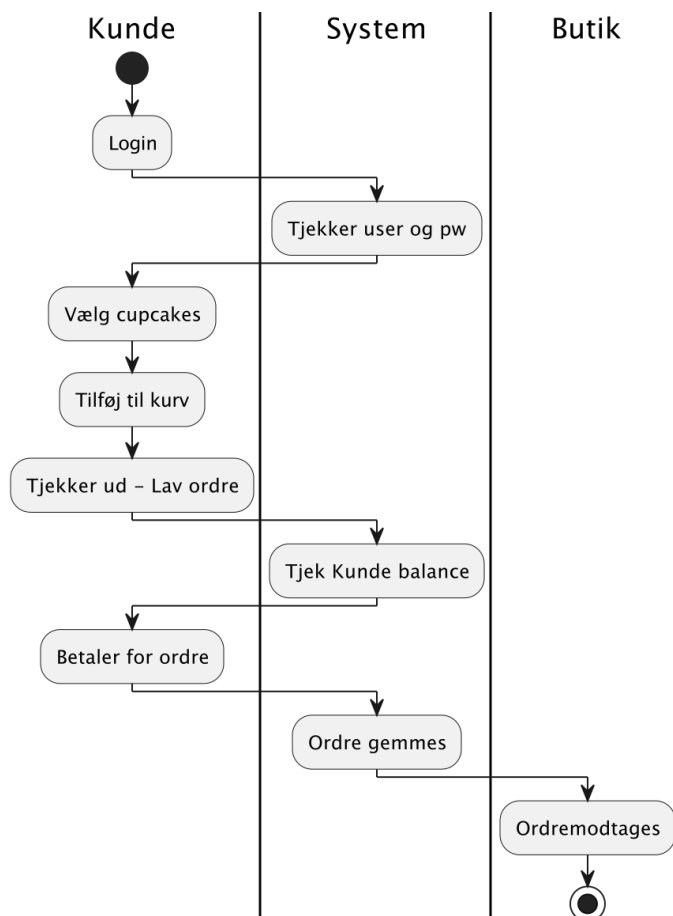 Kunde
System
Butik
Login
Tjekker user og pw
Vælg cupcakes
Tilføj til kurv
Tjekker ud - Lav ordre
Tjek Kunde balance
Betaler for ordre
Ordre gemmes
Ordremodtages